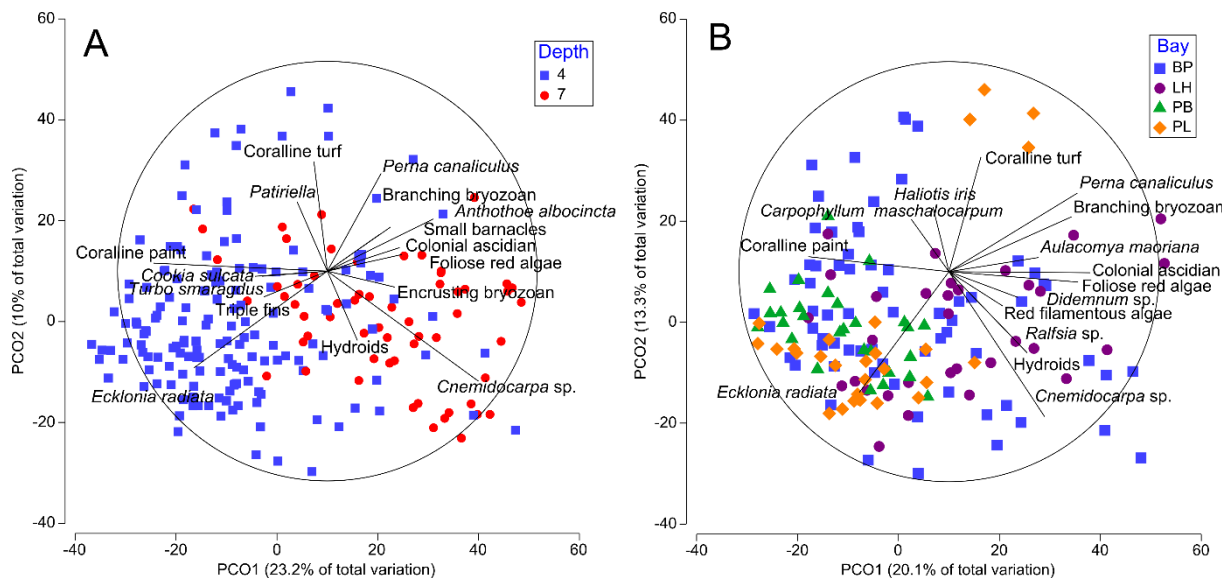 A
Depth
4
7
60
40
20
0
-20
-40
PCO2 (10% of total variation)
Coralline turf
Perna canaliculus
Patiriella
Branching bryozoan
Anthothoe albocincta
Small barnacles
Coralline paint
Colonial ascidian
Cookia sulcata
Foliose red algae
Turbo smaragdus
Encrusting bryozoan
Triple fins
Hydroids
Ecklonia radiata
Cnemidocarpa sp.
-40 -20 0 20 40 60
PCO1 (23.2% of total variation)
B
Bay
BP
LH
PB
PL
60
40
20
0
-20
-40
PCO2 (13.3% of total variation)
Coralline turf
Haliotis iris
Perna canaliculus
Carpophyllum maschalocarpum
Branching bryozoan
Coralline paint
Aulacomya maoriana
Colonial ascidian
Foliose red algae
Didemnum sp.
Red filamentous algae
Ralfsia sp.
Hydroids
Ecklonia radiata
Cnemidocarpa sp.
-40 -20 0 20 40 60
PCO1 (20.1% of total variation)